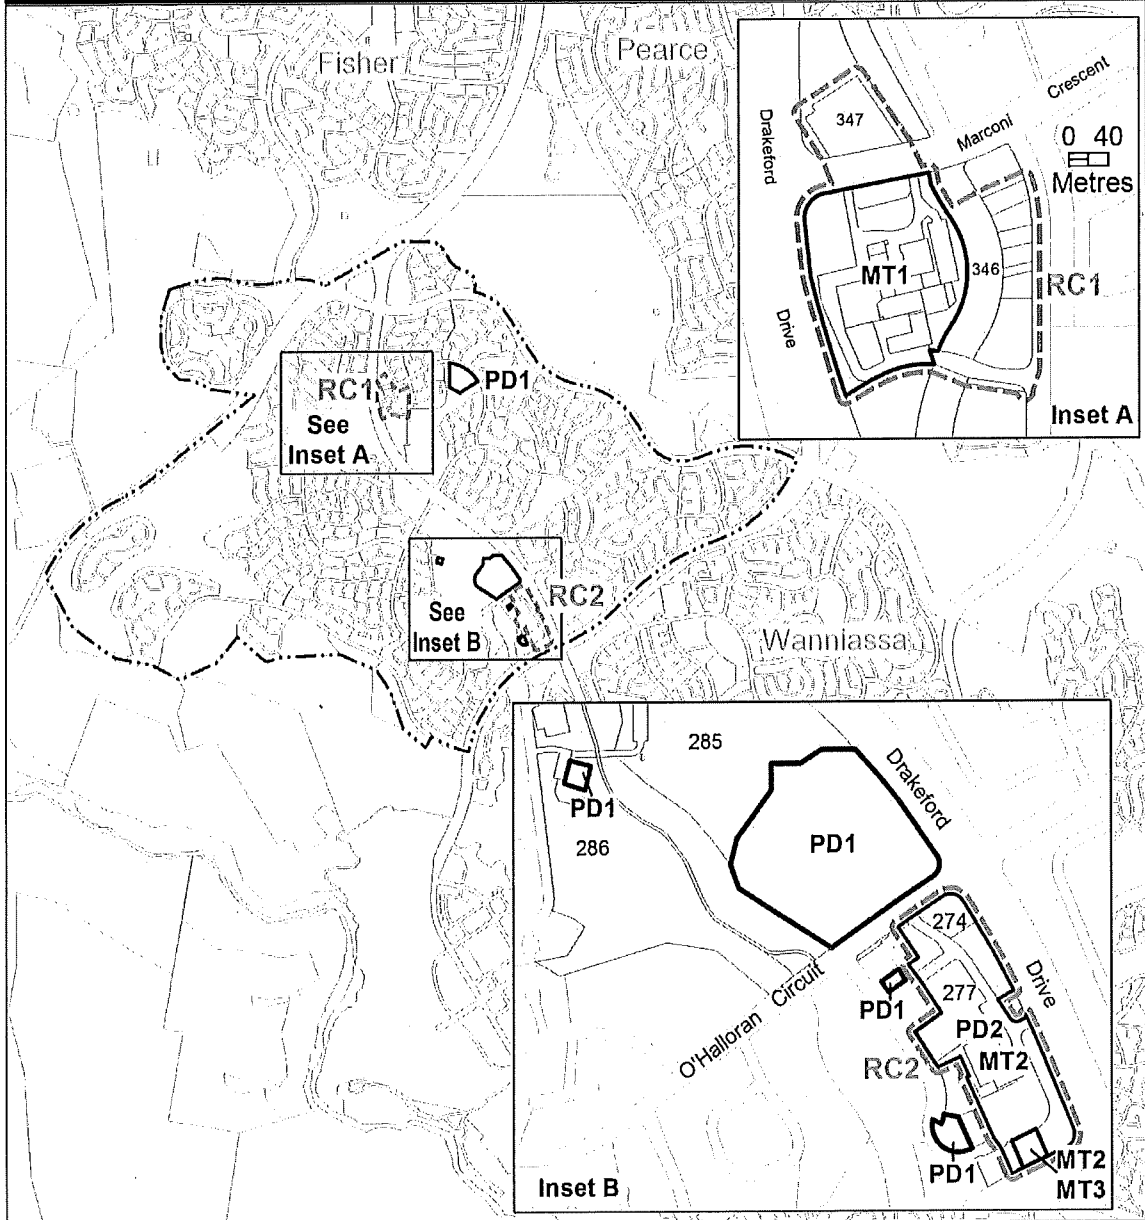 Fisher
Pearce
RC1
See
Inset A
PD1
See
Inset B
RC2
Wanniassa
347
Drakeford
Marconi
Crescent
0 40
Metres
MT1
346
RC1
Drive
Inset A
285
PD1
286
Drakeford
PD1
274
Drive
O'Halloran Circuit
PD1
277
PD2
MT2
RC2
PD1
MT2
MT3
Inset B